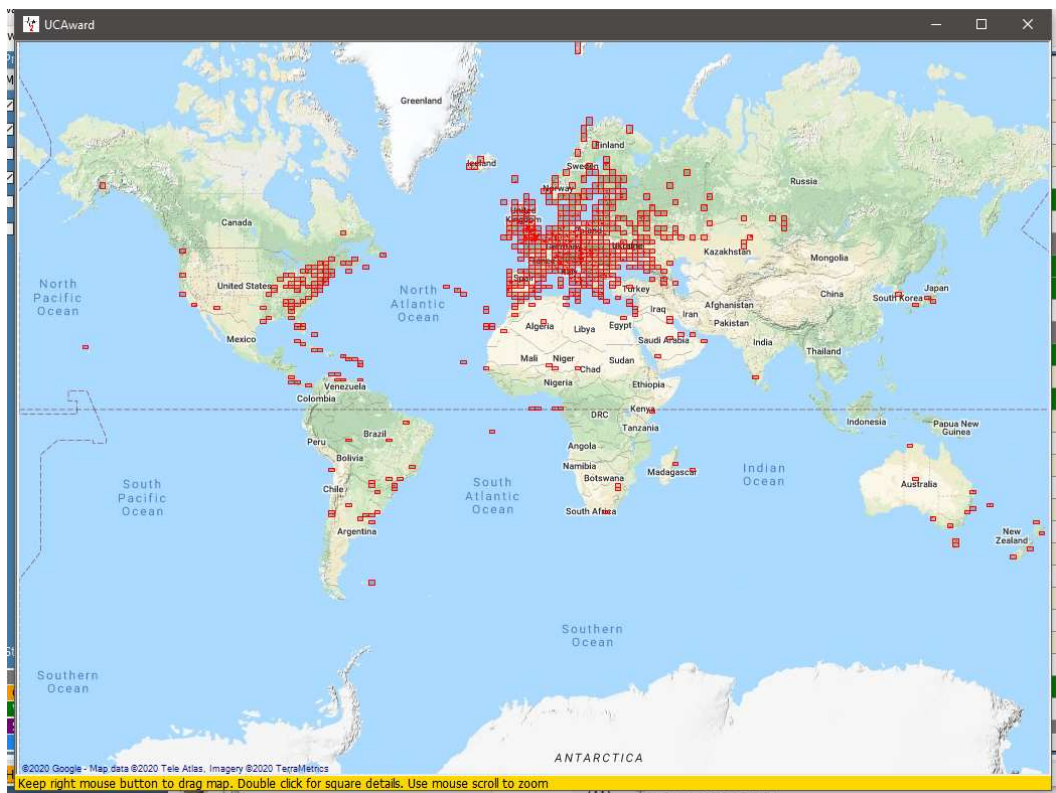 UCAward
Greenland
Iceland
Finland
Sweden
Norway
Russia
Canada
United
Kingdom
Poland
Germany
Ukraine
Kazakhstan
Mongolia
United States
North
Pacific
Ocean
North
Atlantic
Ocean
Turkey
China
South Korea
Japan
Afghanistan
Iraq
Iran
Pakistan
Algeria
Libya
Egypt
Saudi Arabia
India
Mexico
Mali
Niger
Sudan
Chad
Thailand
Nigeria
Ethiopia
Venezuela
Colombia
Kenya
DRC
Tanzania
Indonesia
Papua New
Guinea
Peru
Brazil
Angola
Bolivia
Namibia
Botswana
Madagascar
Indian
Ocean
South
Pacific
Ocean
Chile
South
Atlantic
Ocean
Australia
South Africa
Argentina
New
Zealand
Southern
Ocean
Southern
Ocean
ANTARCTICA
©2020 Google - Map data ©2020 Tele Atlas, Imagery ©2020 TerraMetrics
Keep right mouse button to drag map. Double click for square details. Use mouse scroll to zoom